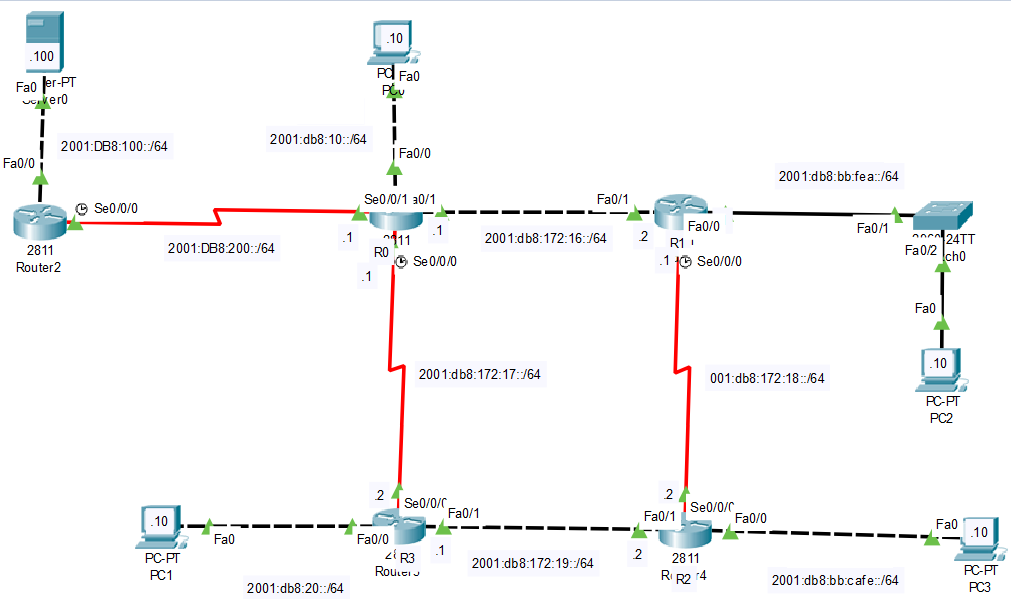 .100
er-PT
Fa0
Server0
2001:DB8:100::/64
Fa0/0
Se0/0/0
2811
Router2
2001:DB8:200::/64
.10
PC
Fa0
2001:db8:10::/64
Fa0/0
Se0/0/1
a0/1
.1
.1
R0
Se0/0/0
.1
2001:db8:172:16::/64
Fa0/1
.2
R1
Fa0/0
.1
Se0/0/0
2001:db8:bb:fea::/64
Fa0/1
24TT
Fa0/2
ch0
Fa0
.10
PC-PT
PC2
2001:db8:172:17::/64
001:db8:172:18::/64
.10
PC-PT
PC1
Fa0
2001:db8:20::/64
.2
Se0/0/0
Fa0/0
Fa0/1
R3
.1
2001:db8:172:19::/64
.2
Se0/0/0
Fa0/1
Fa0/0
.2
2811
R2
2001:db8:bb:cafe::/64
Fa0
.10
PC-PT
PC3